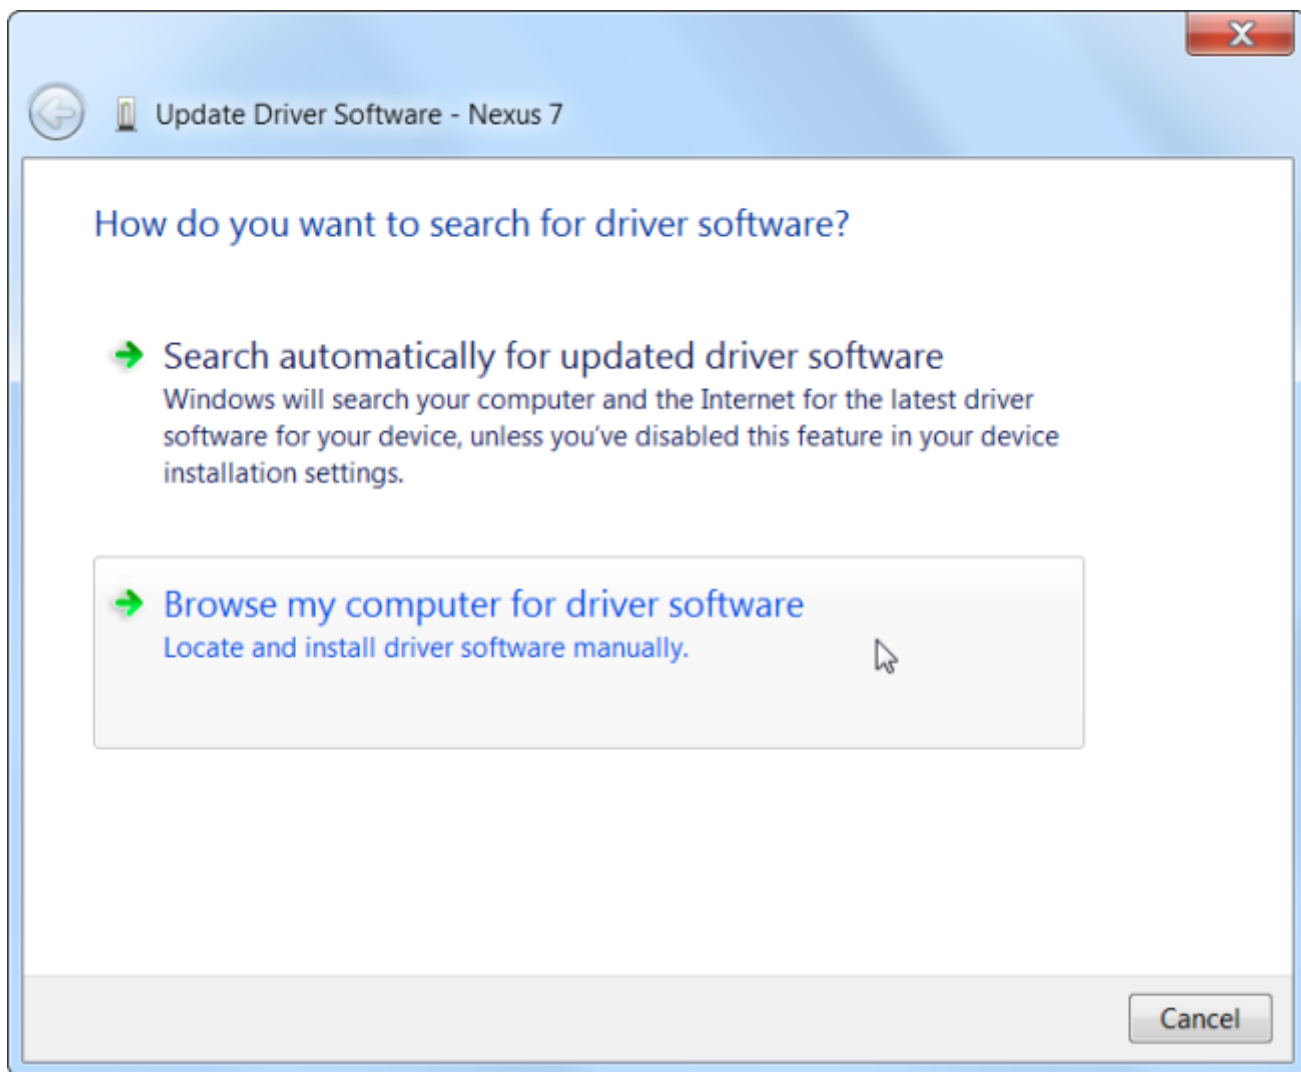 Update Driver Software - Nexus 7
How do you want to search for driver software?
Search automatically for updated driver software
Windows will search your computer and the Internet for the latest driver
software for your device, unless you've disabled this feature in your device
installation settings.
Browse my computer for driver software
Locate and install driver software manually.
Cancel